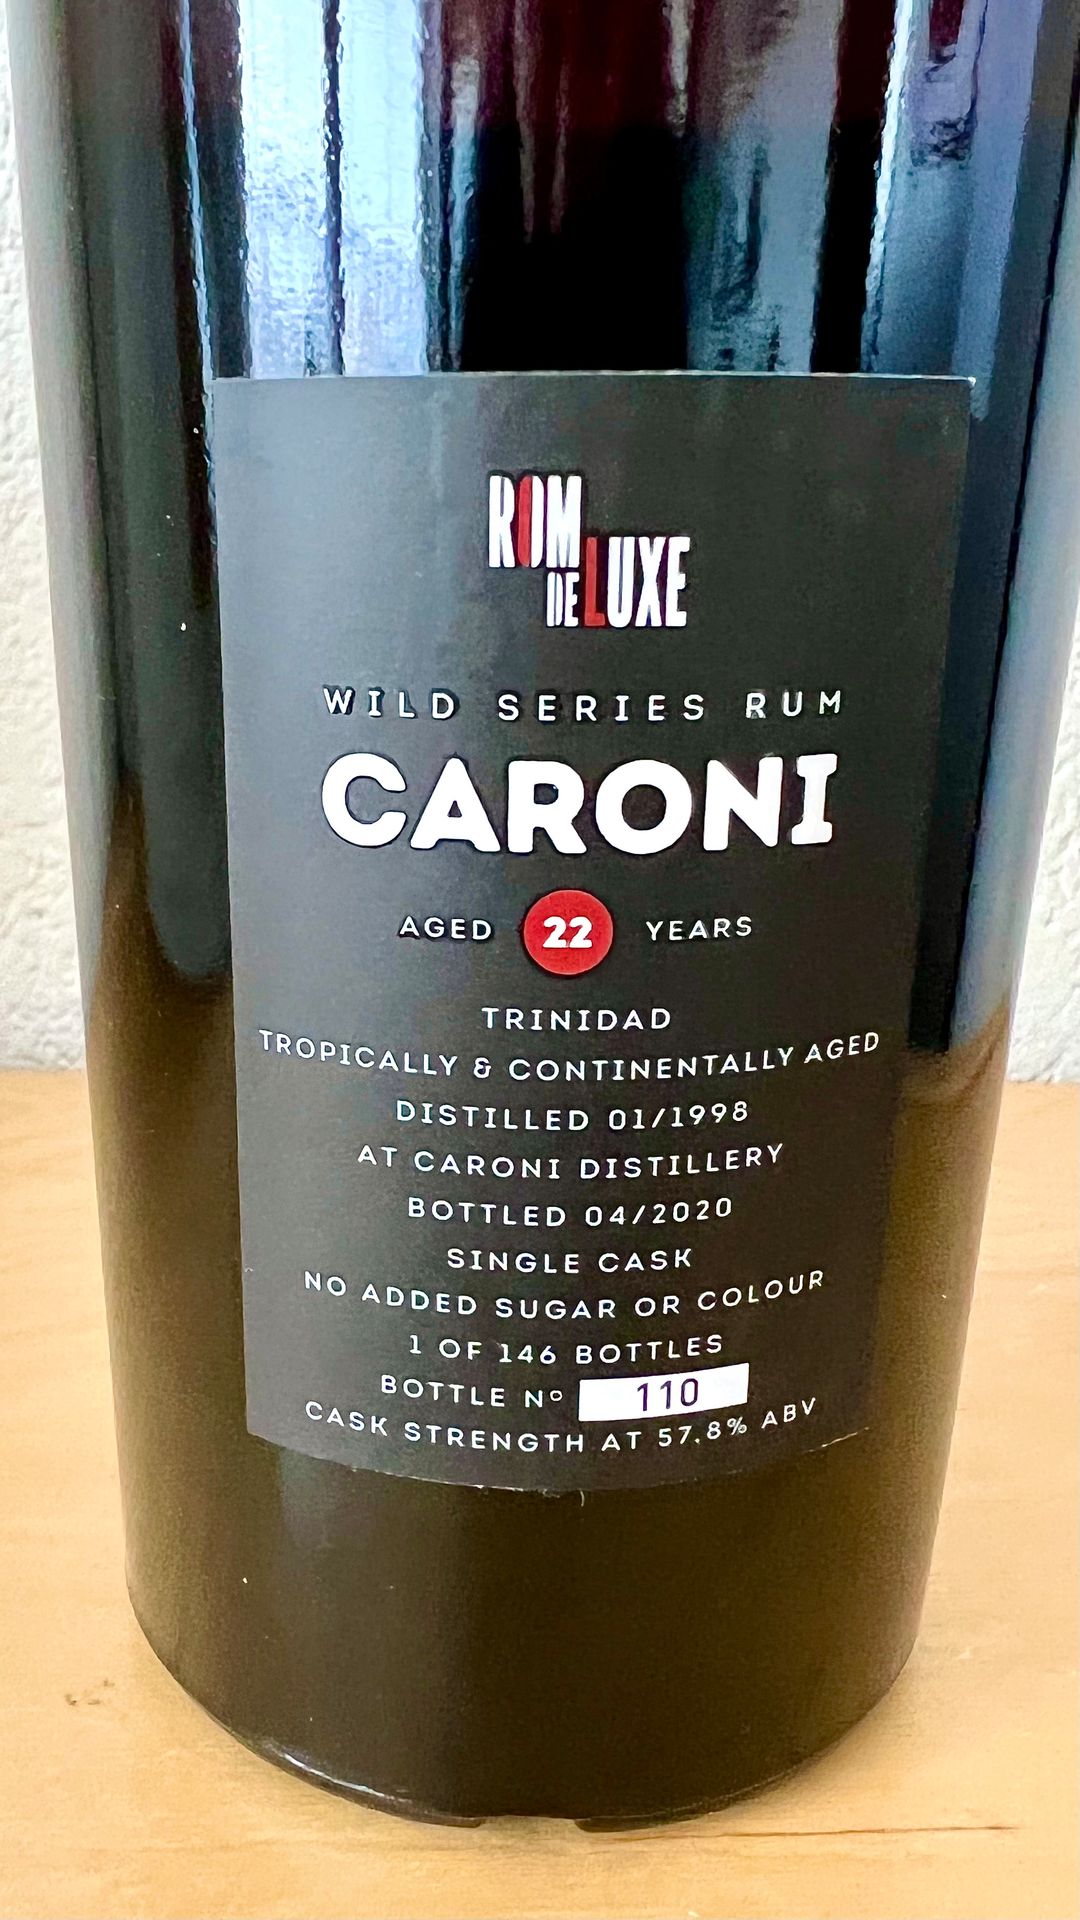 ROM
DE LUXE
WILD SERIES RUM
CARONI
AGED 22 YEARS
TRINIDAD
TROPICALLY & CONTINENTALLY AGED
DISTILLED 01/1998
AT CARONI DISTILLERY
BOTTLED 04/2020
SINGLE CASK
NO ADDED SUGAR OR COLOUR
1 OF 146 BOTTLES
BOTTLE Nº 110
CASK STRENGTH AT 57.8% ABV